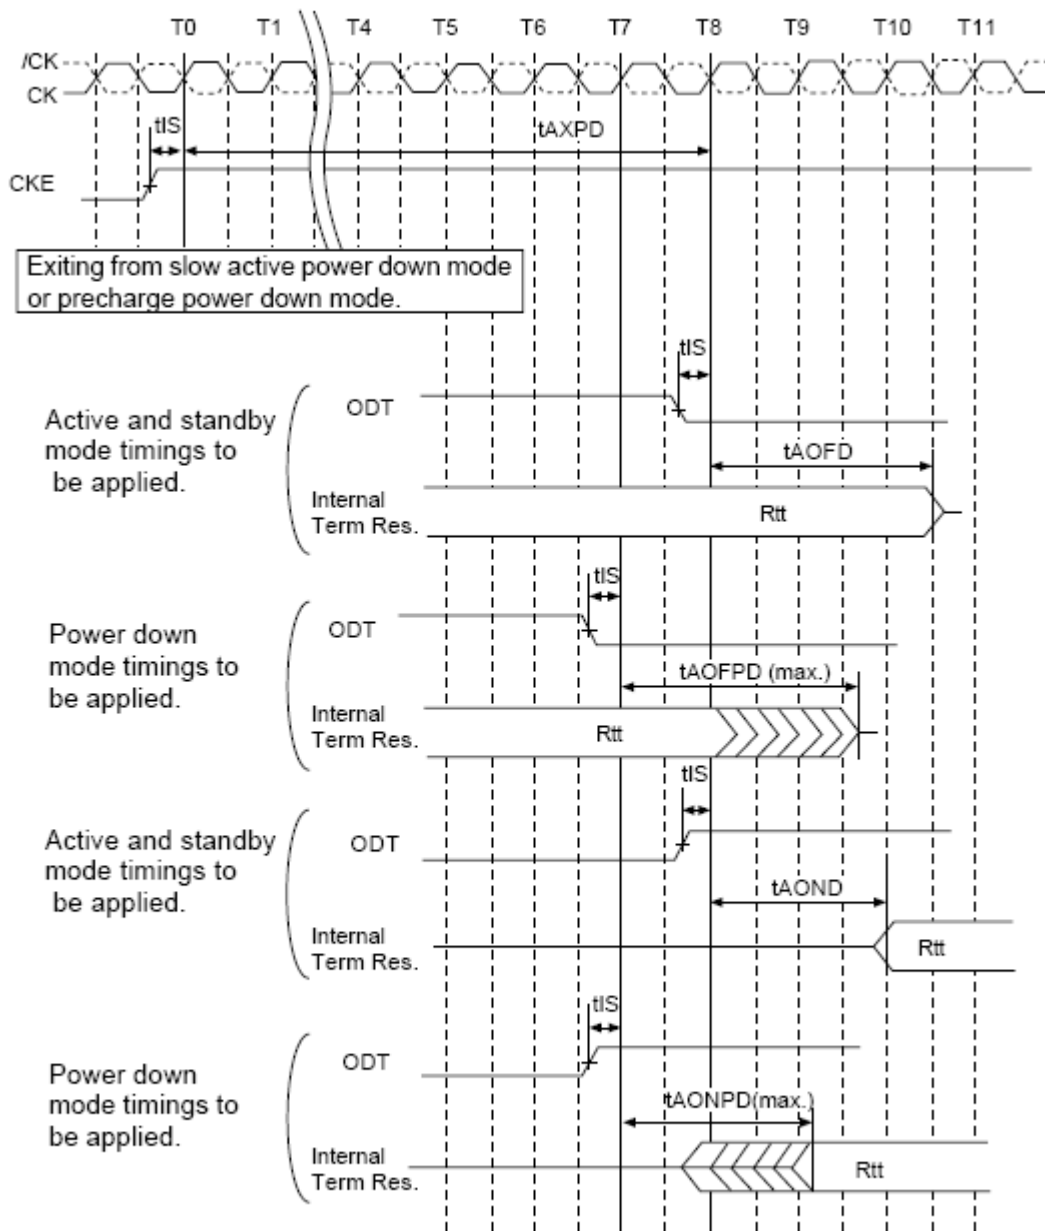 T0 T1 T4 T5 T6 T7 T8 T9 T10 T11
/CK
CK
tIS
tAXPD
CKE
Exiting from slow active power down mode
or precharge power down mode.
tIS
Active and standby
mode timings to
be applied.
ODT
tAOFD
Internal
Term Res.
Rtt
tIS
Power down
mode timings to
be applied.
ODT
tAOFPD (max.)
Internal
Term Res.
Rtt
tIS
Active and standby
mode timings to
be applied.
ODT
tAOND
Internal
Term Res.
Rtt
tIS
Power down
mode timings to
be applied.
ODT
tAONPD(max.)
Internal
Term Res.
Rtt